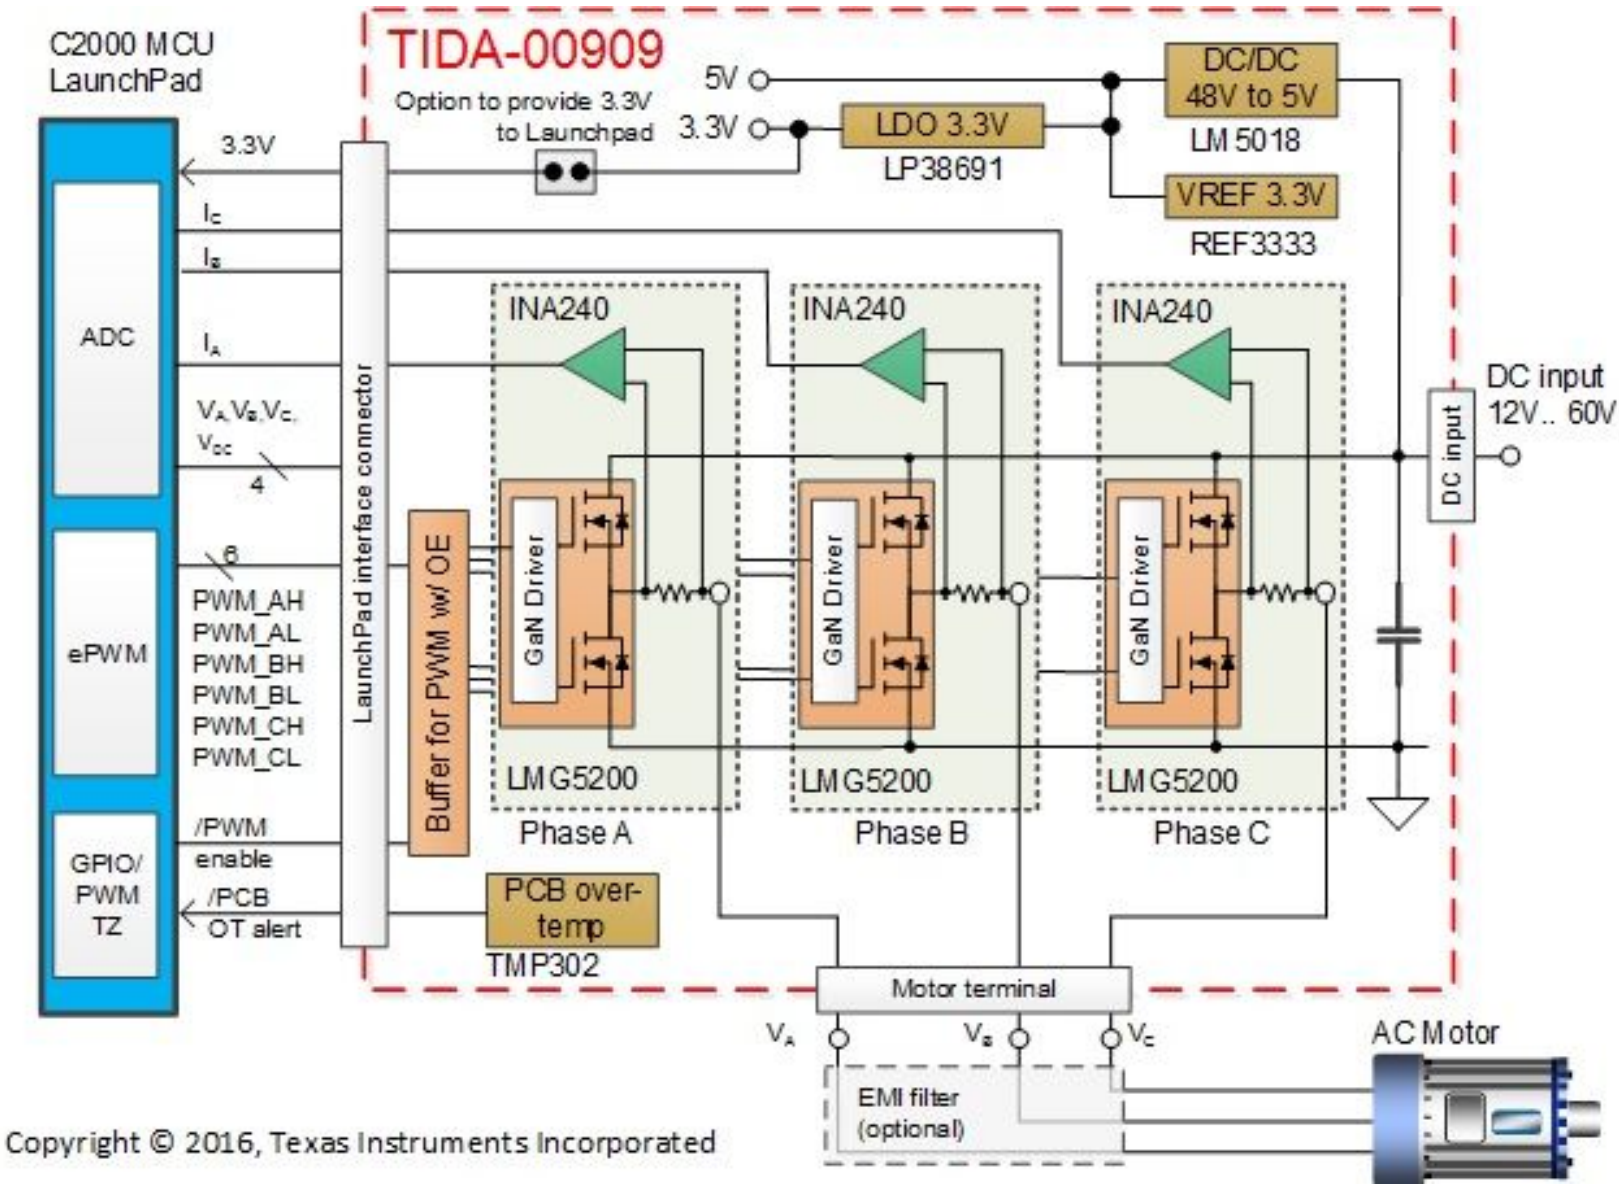 C2000 MCU
LaunchPad
TIDA-00909
Option to provide 3.3V
to Launchpad
5V
3.3V
LDO 3.3V
LP38691
DC/DC
48V to 5V
LM5018
VREF 3.3V
REF3333
3.3V
IC
IB
IA
VA,VB,VC,
VDC
4
ADC
LaunchPad interface connector
INA240
INA240
INA240
DC input
12V.. 60V
DC input
6
PWM_AH
PWM_AL
PWM_BH
PWM_BL
PWM_CH
PWM_CL
ePWM
Buffer for PWM w/ OE
GaN Driver
GaN Driver
GaN Driver
LMG5200
LMG5200
LMG5200
Phase A
Phase B
Phase C
/PWM
enable
/PCB
OT alert
GPIO/
PWM
TZ
PCB over-
temp
TMP302
Motor terminal
VA
VB
VC
AC Motor
EMI filter
(optional)
Copyright © 2016, Texas Instruments Incorporated